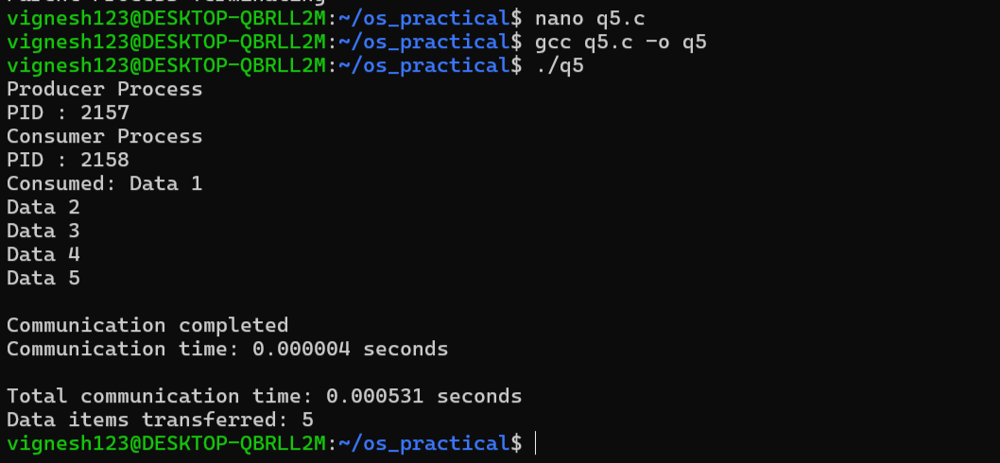 vignesh123@DESKTOP-QBRLL2M:~/os_practical$ nano q5.c
vignesh123@DESKTOP-QBRLL2M:~/os_practical$ gcc q5.c -o q5
vignesh123@DESKTOP-QBRLL2M:~/os_practical$ ./q5
Producer Process
PID : 2157
Consumer Process
PID : 2158
Consumed: Data 1
Data 2
Data 3
Data 4
Data 5
Communication completed
Communication time: 0.000004 seconds
Total communication time: 0.000531 seconds
Data items transferred: 5
vignesh123@DESKTOP-QBRLL2M:~/os_practical$